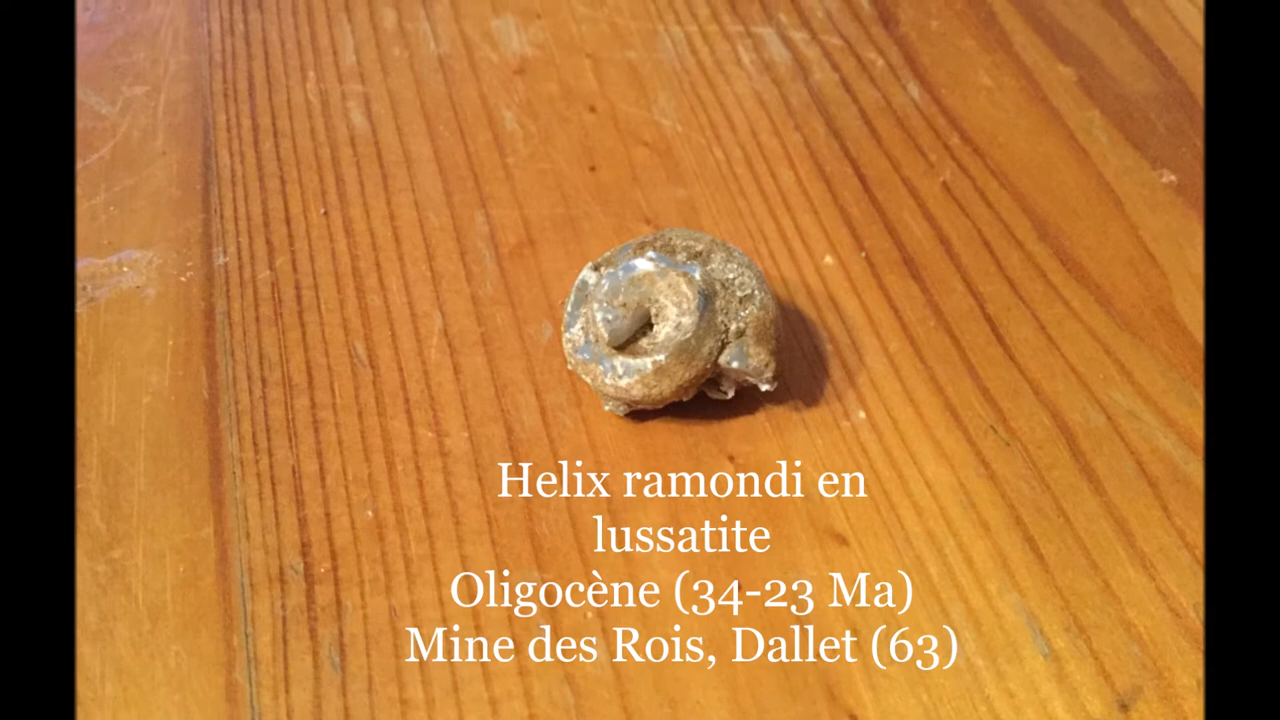 Helix ramondi en
lussatite
Oligocène (34-23 Ma)
Mine des Rois, Dallet (63)